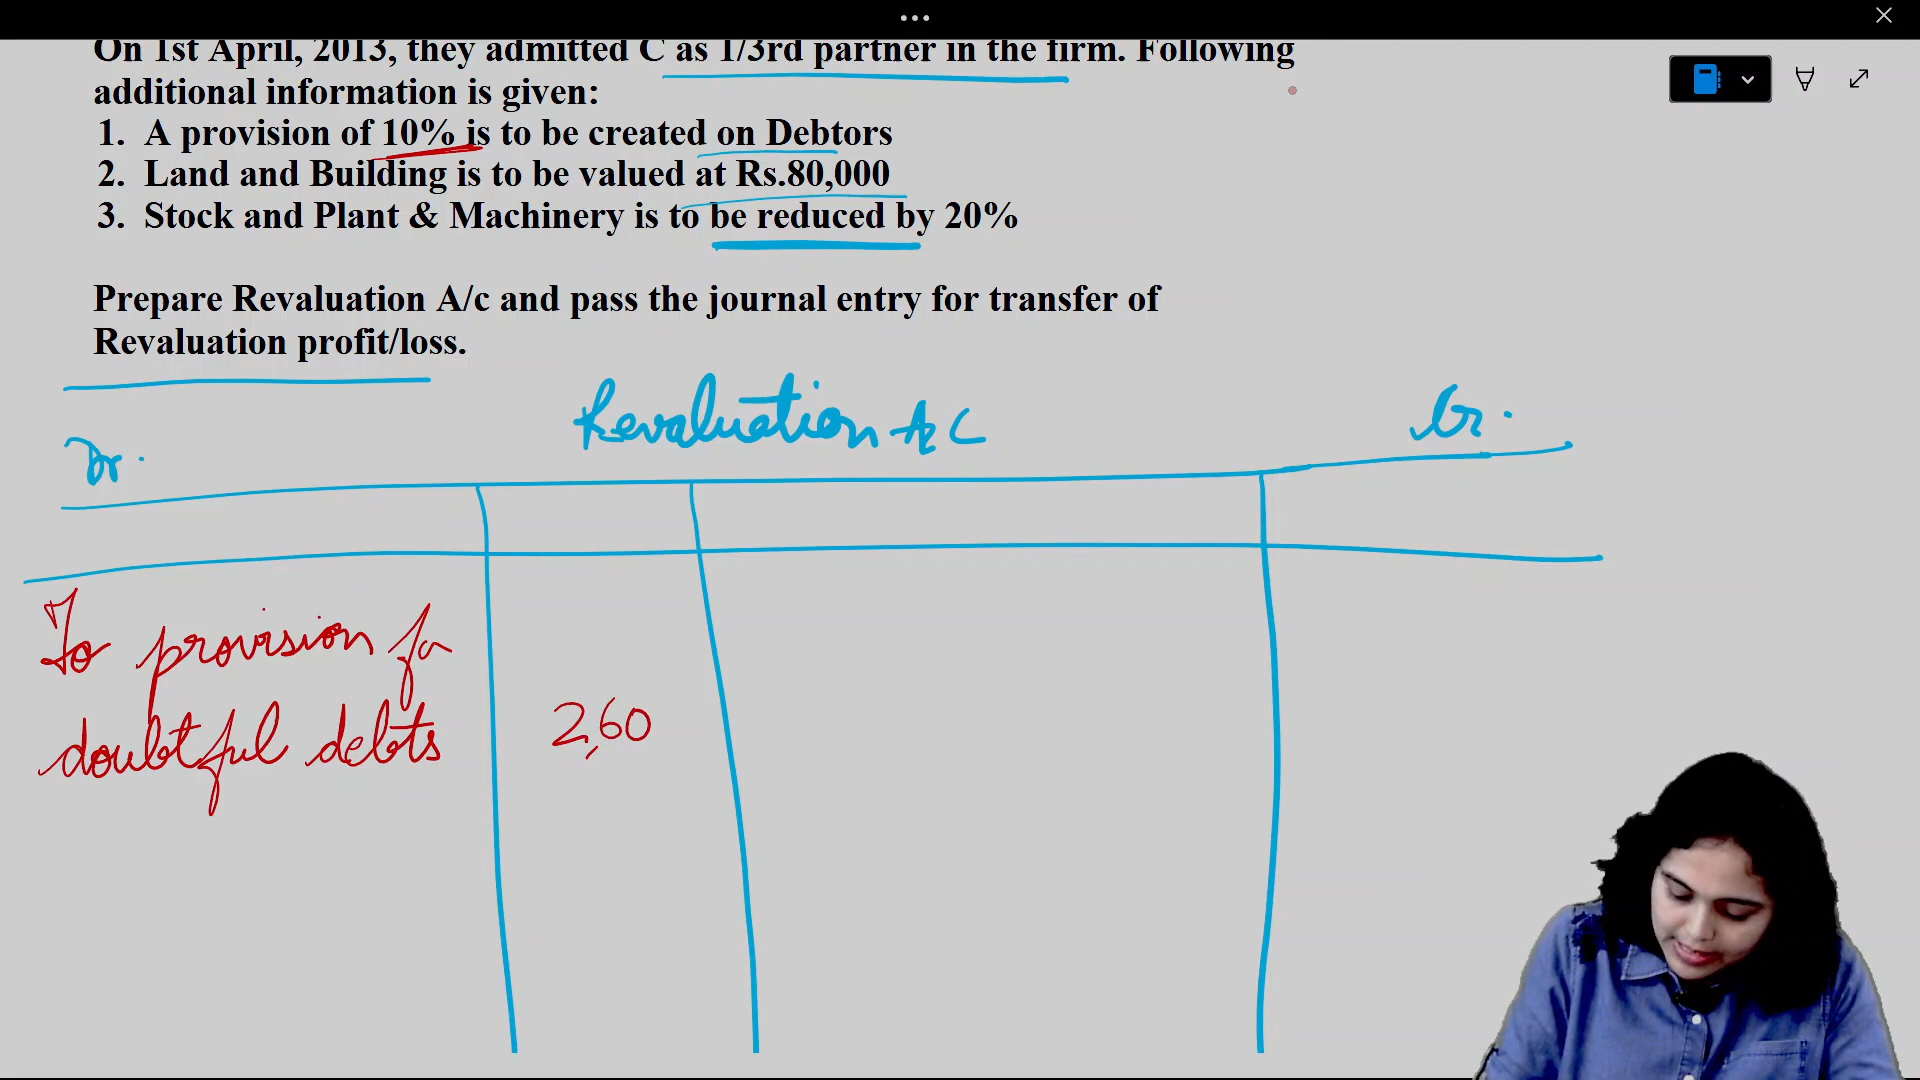 On 1st April, 2013, they admitted C as 1/3rd partner in the firm. Following
additional information is given:
1. A provision of 10% is to be created on Debtors
2. Land and Building is to be valued at Rs.80,000
3. Stock and Plant & Machinery is to be reduced by 20%
Prepare Revaluation A/c and pass the journal entry for transfer of
Revaluation profit/loss.
Dr. Revaluation A/C Cr.
To provision for
doubtful debts 2,60